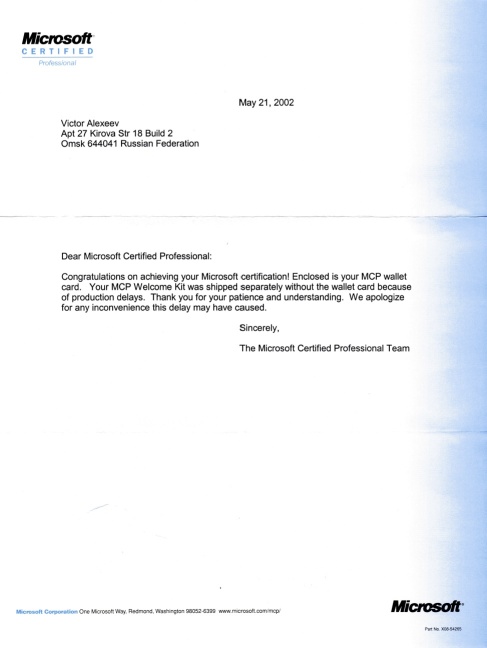 Microsoft
CERTIFIED
Professional
May 21, 2002
Victor Alexeev
Apt 27 Kirova Str 18 Build 2
Omsk 644041 Russian Federation
Dear Microsoft Certified Professional:
Congratulations on achieving your Microsoft certification! Enclosed is your MCP wallet
card. Your MCP Welcome Kit was shipped separately without the wallet card because
of production delays. Thank you for your patience and understanding. We apologize
for any inconvenience this delay may have caused.
Sincerely,
The Microsoft Certified Professional Team
Microsoft Corporation One Microsoft Way, Redmond, Washington 98052-6399 www.microsoft.com/mcp/
Microsoft
Part No. X08 64265